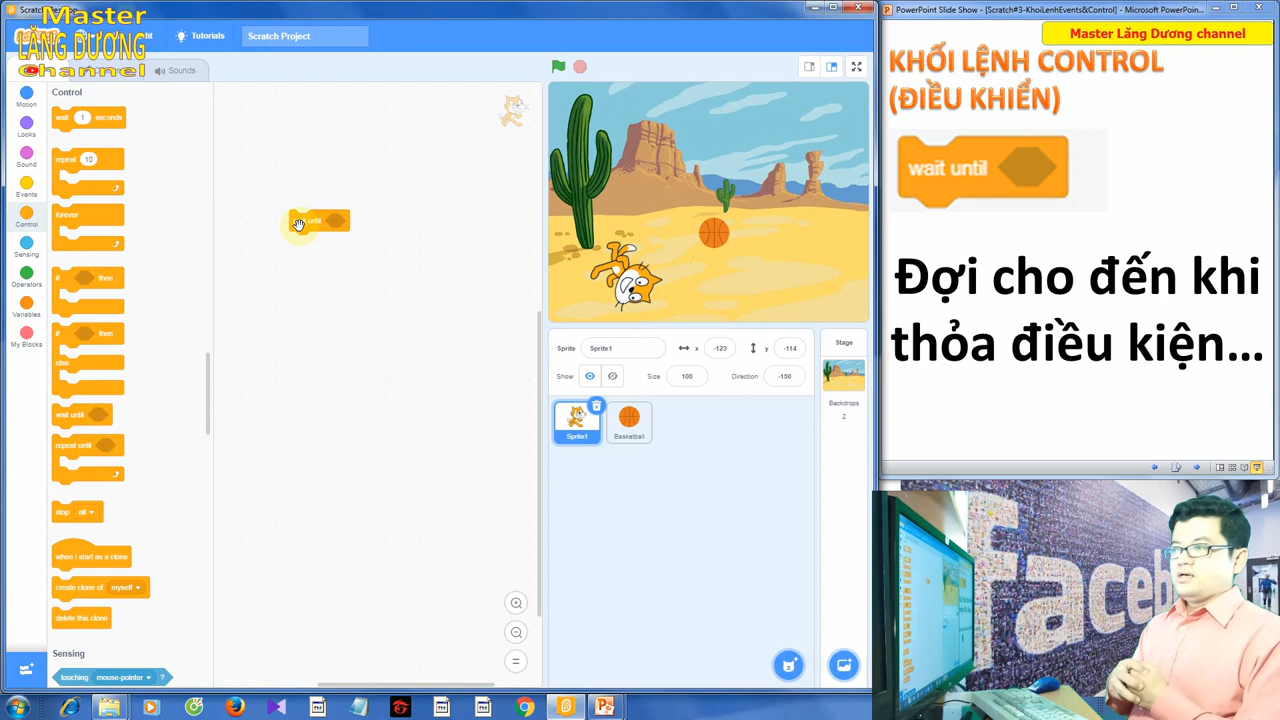 Master
LĂNG DƯƠNG
Channel
Tutorials
Scratch Project
Sounds
Control
Motion
Looks
Sound
Events
Control
Sensing
Operators
Variables
My Blocks
wait 1 seconds
repeat 10
forever
if then
if then
else
wait until
repeat until
stop all
when I start as a clone
create clone of myself
delete this clone
Sensing
touching mouse-pointer ?
until
Sprite Sprite1 x -123 y -114
Show Size 100 Direction -150
Sprite1
Basketball
Stage
Backdrops
2
PowerPoint Slide Show - [Scratch#3-KhoiLenhEvents&Control] - Microsoft PowerPoin...
Master Lăng Dương channel
KHỐI LỆNH CONTROL
(ĐIỀU KHIỂN)
wait until
Đợi cho đến khi
thỏa điều kiện...